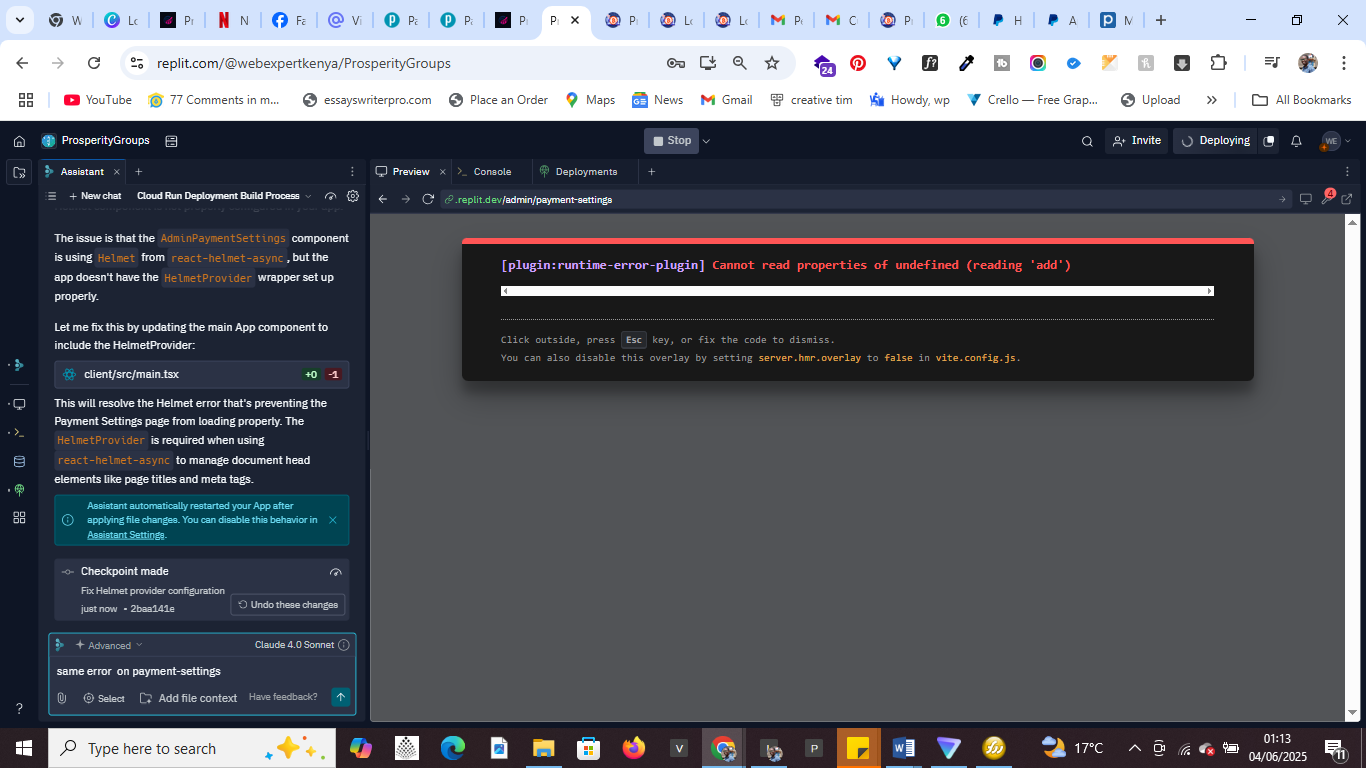 W
Lo
Pr
N
Fa
Vi
Pa
Pa
Pr
Pr
Pr
Lo
Lo
Pe
C
Pr
6
(6
H
A
M
replit.com/@webexpertkenya/ProsperityGroups
24
f?
tb
YouTube
77 Comments in m...
essayswriterpro.com
Place an Order
Maps
News
Gmail
creative tim
Howdy, wp
Crello — Free Grap...
Upload
All Bookmarks
ProsperityGroups
Stop
Invite
Deploying
WE
Assistant
Preview
Console
Deployments
New chat
Cloud Run Deployment Build Process
.replit.dev/admin/payment-settings
4
The issue is that the AdminPaymentSettings component
is using Helmet from react-helmet-async, but the
app doesn't have the HelmetProvider wrapper set up
properly.
Let me fix this by updating the main App component to
include the HelmetProvider:
client/src/main.tsx +0 -1
This will resolve the Helmet error that's preventing the
Payment Settings page from loading properly. The
HelmetProvider is required when using
react-helmet-async to manage document head
elements like page titles and meta tags.
Assistant automatically restarted your App after
applying file changes. You can disable this behavior in
Assistant Settings.
Checkpoint made
Fix Helmet provider configuration
just now • 2baa141e
Undo these changes
Advanced
Claude 4.0 Sonnet
same error on payment-settings
Select
Add file context
Have feedback?
[plugin:runtime-error-plugin] Cannot read properties of undefined (reading 'add')
Click outside, press Esc key, or fix the code to dismiss.
You can also disable this overlay by setting server.hmr.overlay to false in vite.config.js.
?
Type here to search
V
P
17°C
01:13
04/06/2025
11